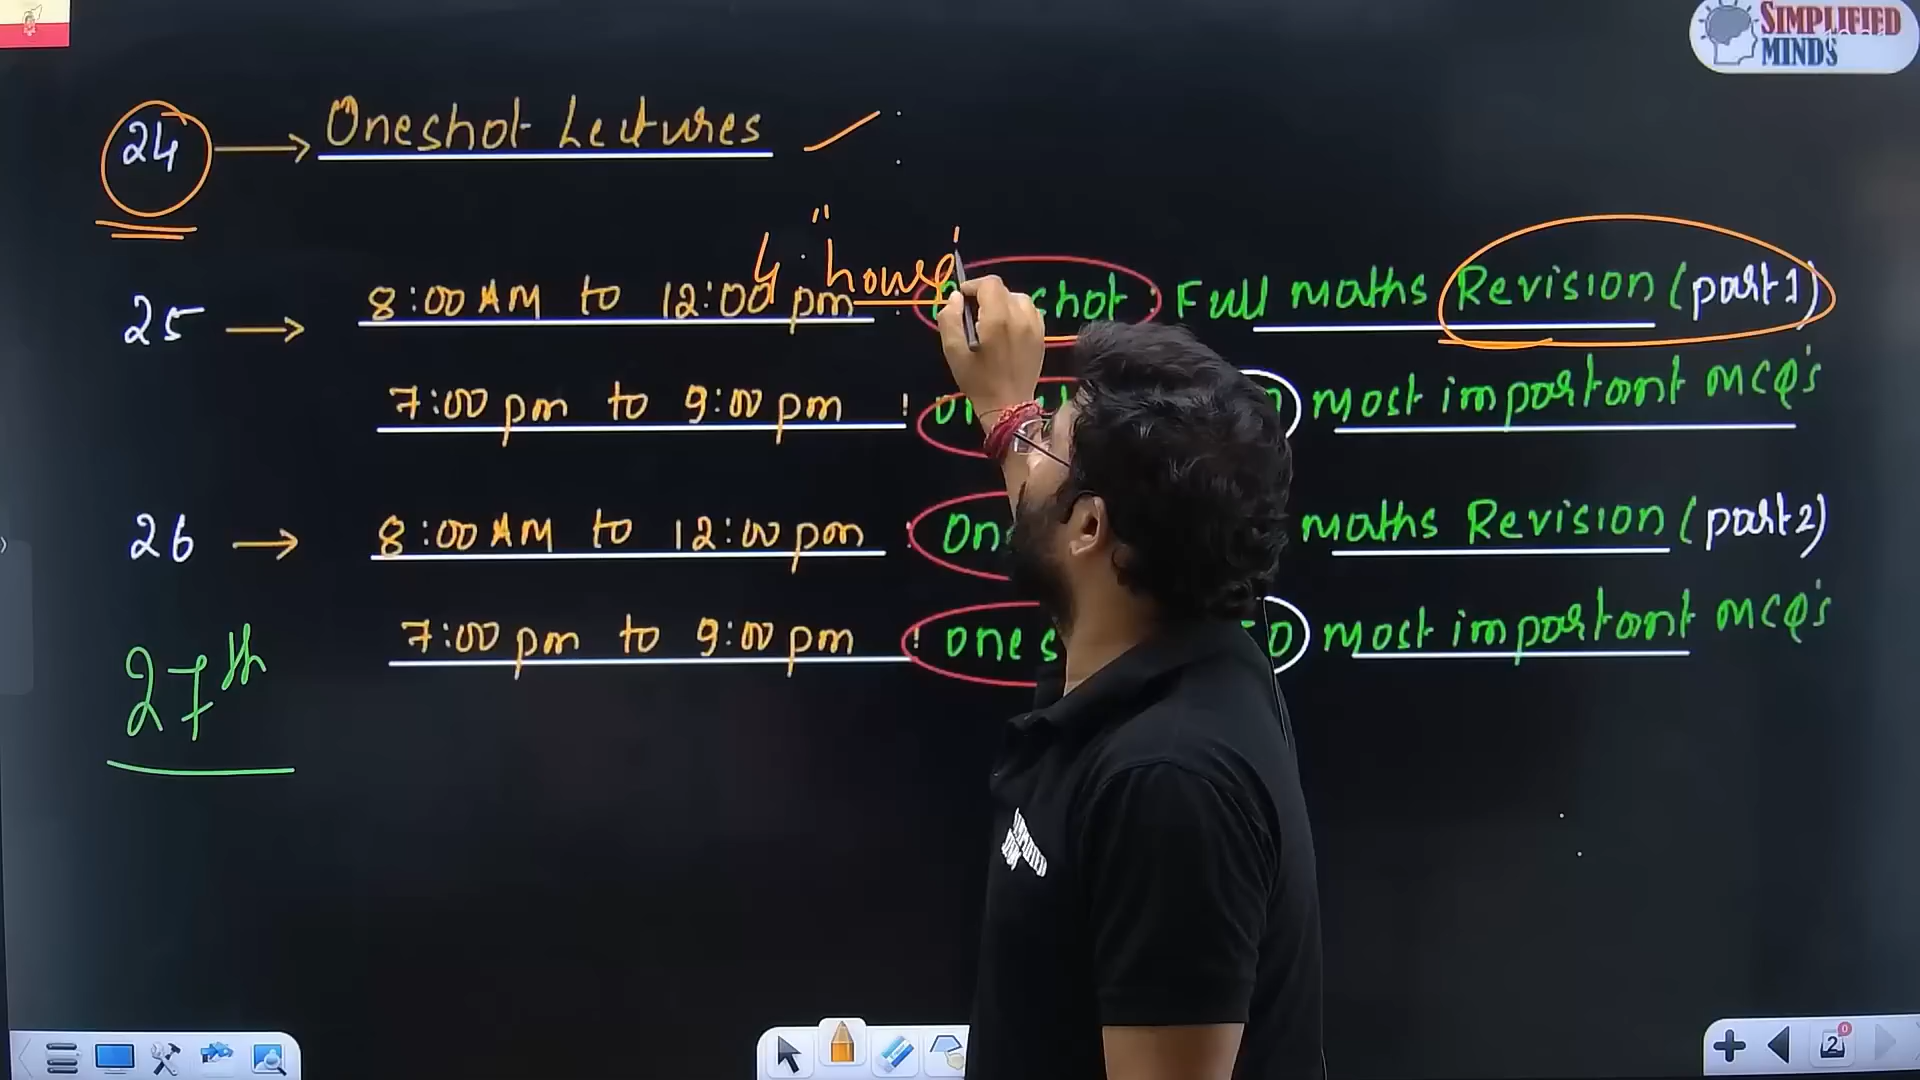 SIMPLIFIED
MINDS
24 → Oneshot Lectures
4 hours
25 → 8:00 AM to 12:00 pm : shot : Full maths Revision (part 1)
7:00 pm to 9:00 pm : most important MCQ's
26 → 8:00 AM to 12:00 pm : One maths Revision (part 2)
7:00 pm to 9:00 pm : one s most important MCQ's
27th
2